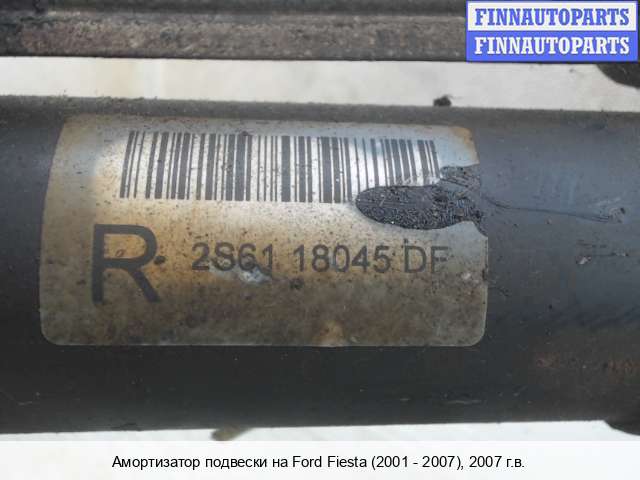 FINNAUTOPARTS
FINNAUTOPARTS
R 2S61 18045 DF
Амортизатор подвески на Ford Fiesta (2001 - 2007), 2007 г.в.